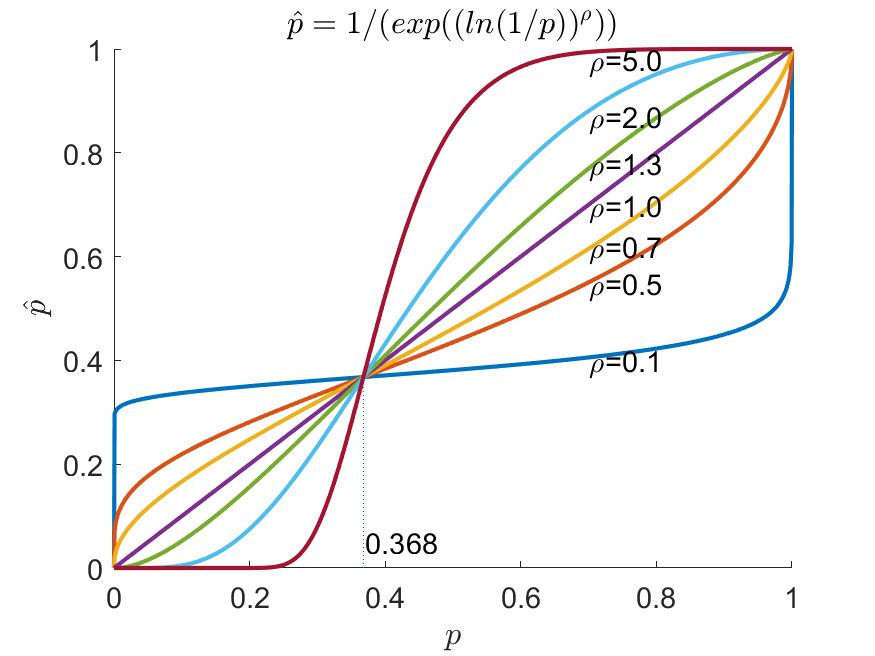 p̂ = 1/(exp((ln(1/p))^ρ))
1
ρ=5.0
ρ=2.0
0.8
ρ=1.3
ρ=1.0
0.6
ρ=0.7
ρ=0.5
p̂
0.4
ρ=0.1
0.2
0.368
0
0 0.2 0.4 0.6 0.8 1
p